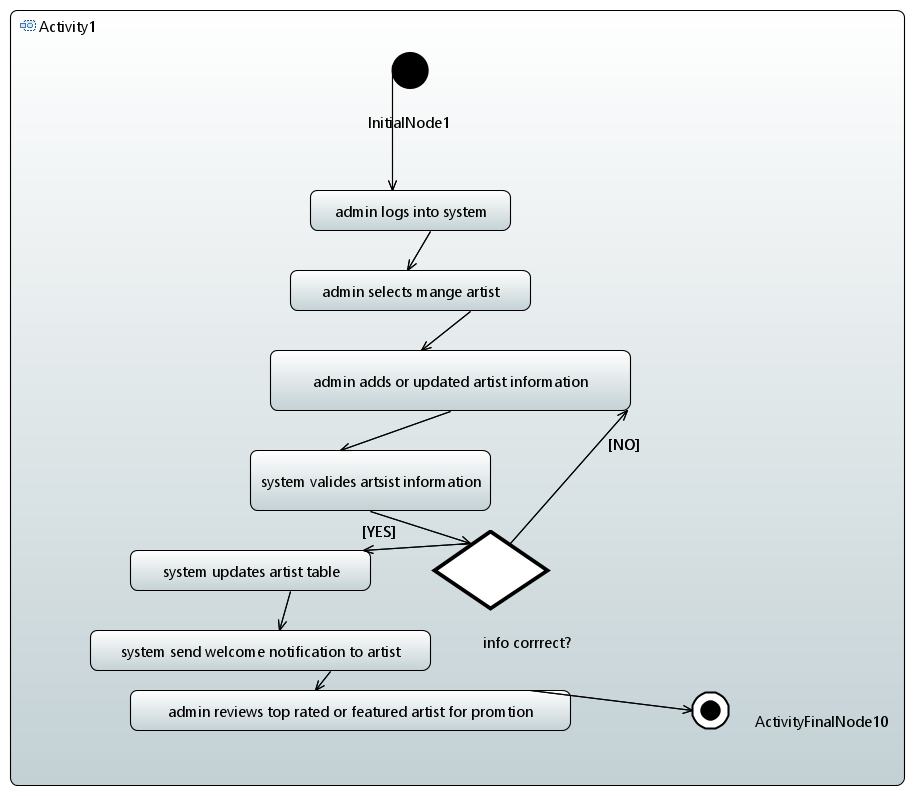 Activity1
InitialNode1
admin logs into system
admin selects mange artist
admin adds or updated artist information
[NO]
system valides artsist information
[YES]
system updates artist table
info corrrect?
system send welcome notification to artist
admin reviews top rated or featured artist for promtion
ActivityFinalNode10